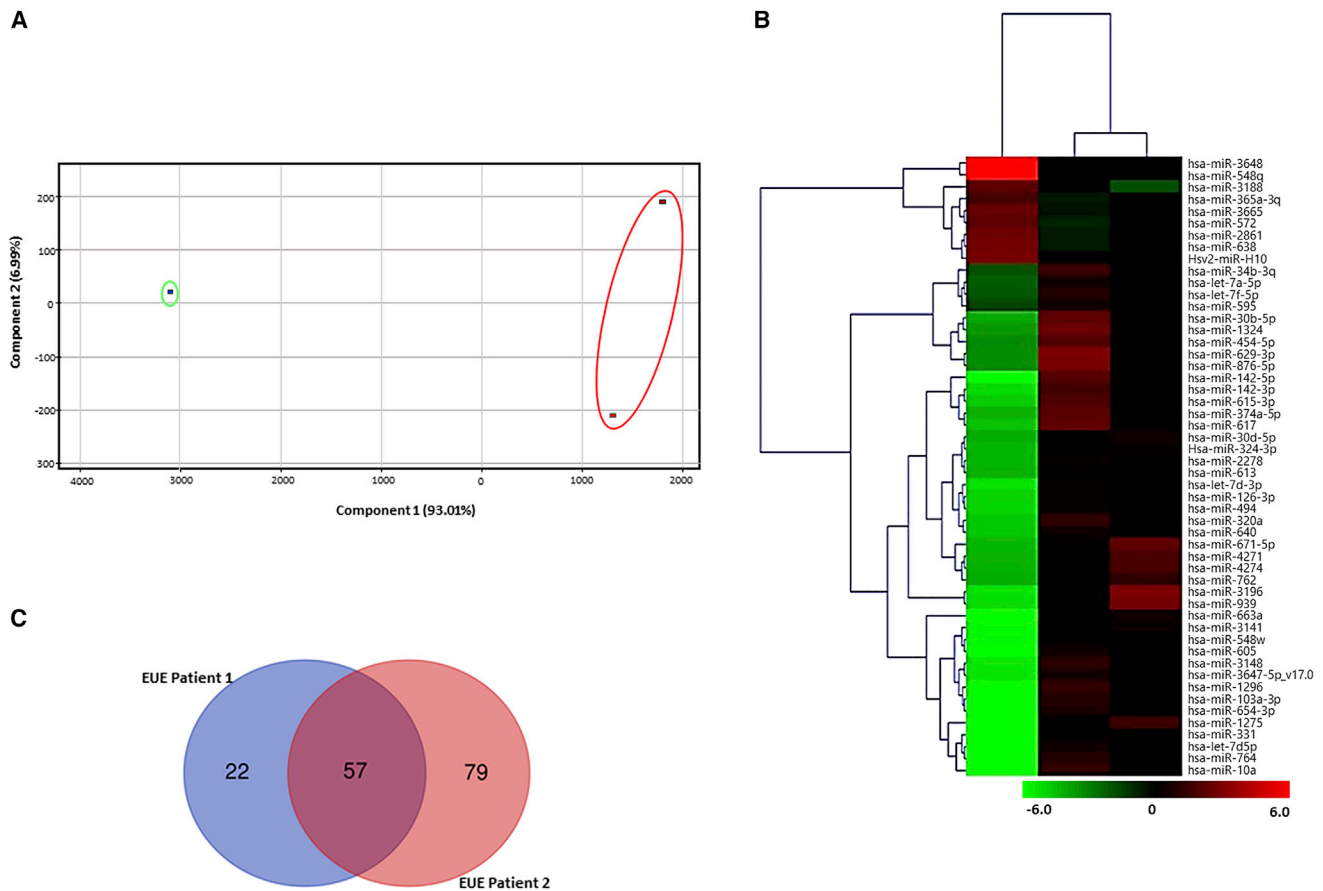 A
200
100
0
-100
-200
300
4000
3000
2000
1000
0
1000
2000
Component 2 (6.99%)
Component 1 (93.01%)
B
hsa-miR-3648
hsa-miR-548q
hsa-miR-3188
hsa-miR-365a-3q
hsa-miR-3665
hsa-miR-572
hsa-miR-2861
hsa-miR-638
Hsv2-miR-H10
hsa-miR-34b-3q
hsa-let-7a-5p
hsa-let-7f-5p
hsa-miR-595
hsa-miR-30b-5p
hsa-miR-1324
hsa-miR-454-5p
hsa-miR-629-3p
hsa-miR-876-5p
hsa-miR-142-5p
hsa-miR-142-3p
hsa-miR-615-3p
hsa-miR-374a-5p
hsa-miR-617
hsa-miR-30d-5p
Hsa-miR-324-3p
hsa-miR-2278
hsa-miR-613
hsa-let-7d-3p
hsa-miR-126-3p
hsa-miR-494
hsa-miR-320a
hsa-miR-640
hsa-miR-671-5p
hsa-miR-4271
hsa-miR-4274
hsa-miR-762
hsa-miR-3196
hsa-miR-939
hsa-miR-663a
hsa-miR-3141
hsa-miR-548w
hsa-miR-605
hsa-miR-3148
hsa-miR-3647-5p_v17.0
hsa-miR-1296
hsa-miR-103a-3p
hsa-miR-654-3p
hsa-miR-1275
hsa-miR-331
hsa-let-7d5p
hsa-miR-764
hsa-miR-10a
-6.0 0 6.0
C
EUE Patient 1
22 57 79
EUE Patient 2